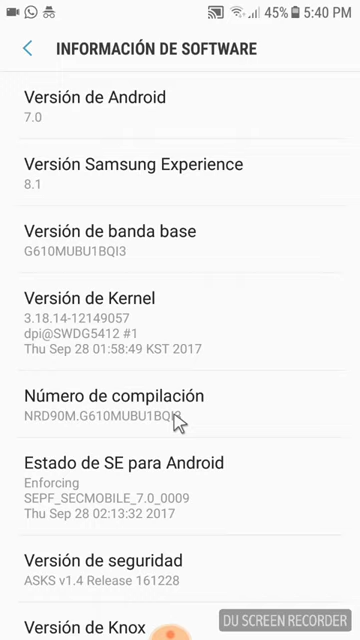 45% 5:40 PM
INFORMACIÓN DE SOFTWARE
Versión de Android
7.0
Versión Samsung Experience
8.1
Versión de banda base
G610MUBU1BQI3
Versión de Kernel
3.18.14-12149057
dpi@SWDG5412 #1
Thu Sep 28 01:58:49 KST 2017
Número de compilación
NRD90M.G610MUBU1BQI3
Estado de SE para Android
Enforcing
SEPF_SECMOBILE_7.0_0009
Thu Sep 28 02:13:32 2017
Versión de seguridad
ASKS v1.4 Release 161228
Versión de Knox
DU SCREEN RECORDER